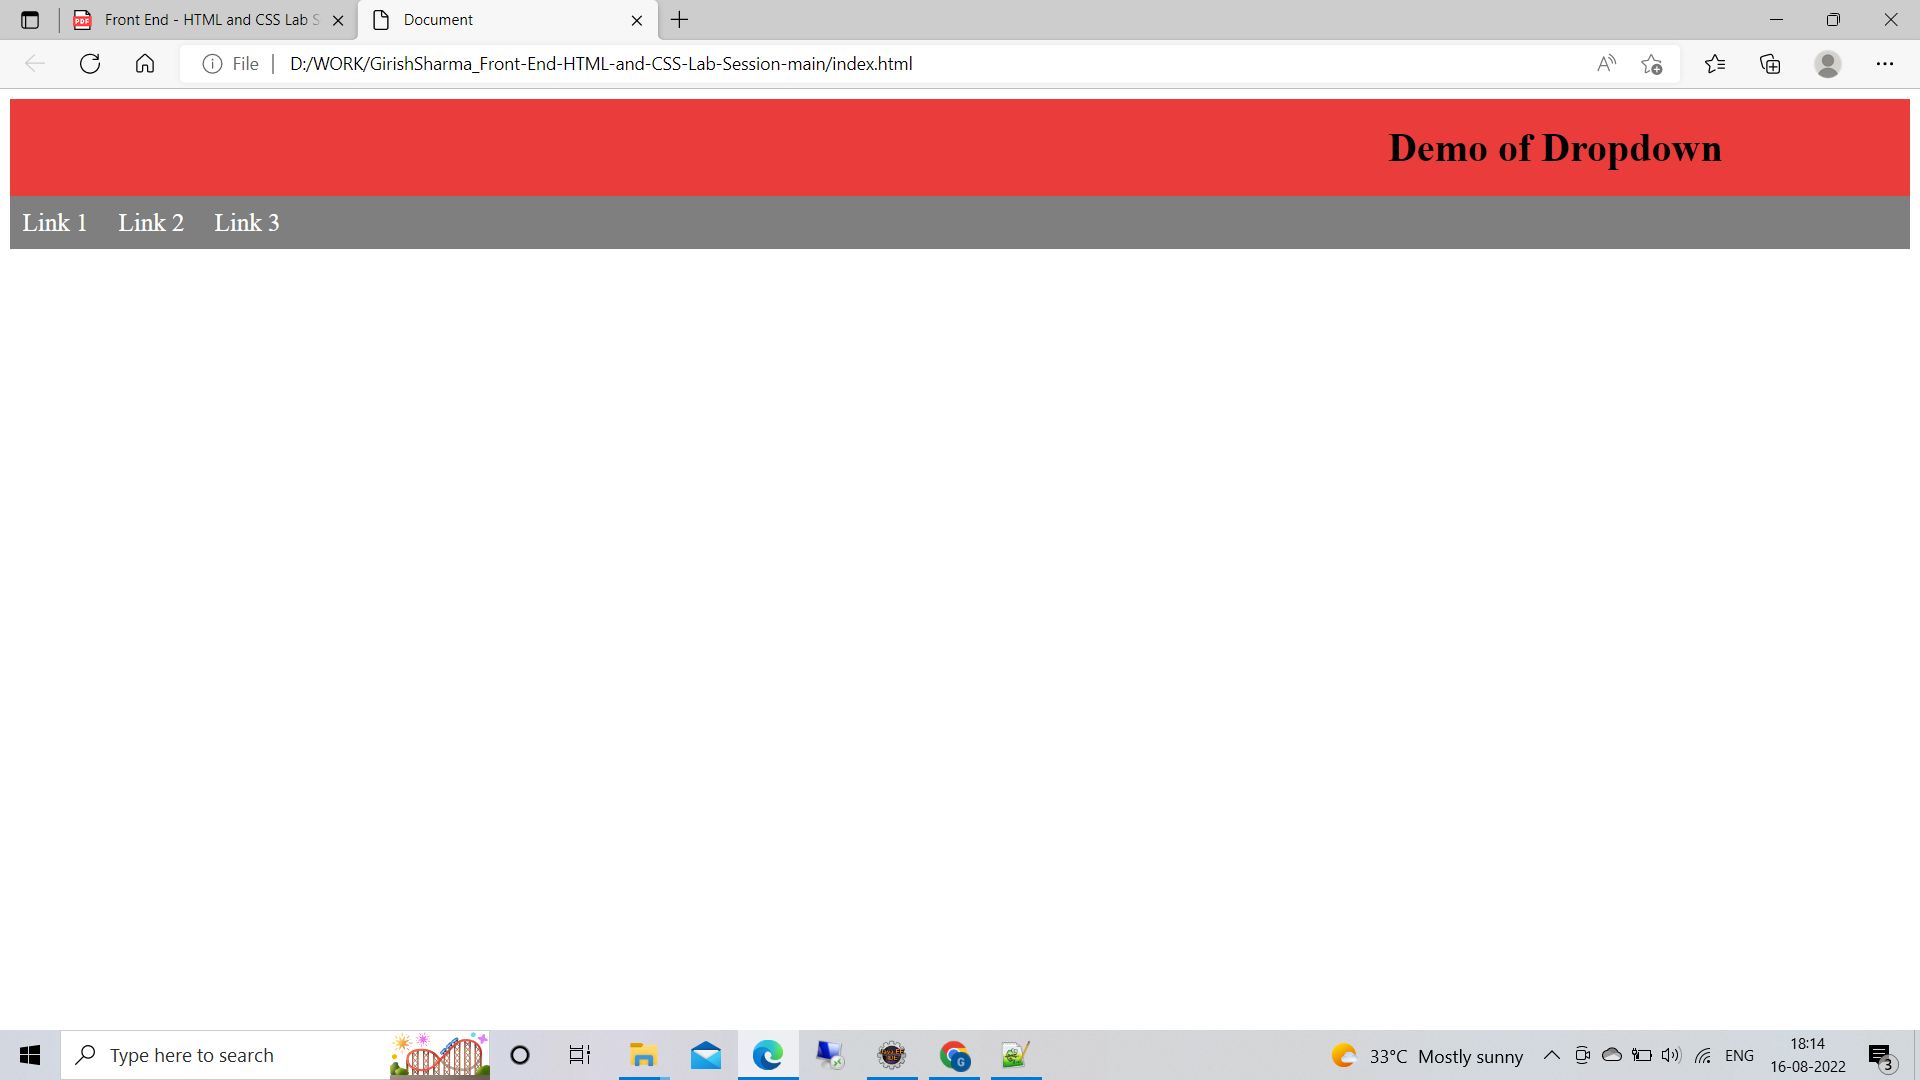 Front End - HTML and CSS Lab S
Document
File
D:/WORK/GirishSharma_Front-End-HTML-and-CSS-Lab-Session-main/index.html
Demo of Dropdown
Link 1 Link 2 Link 3
Type here to search
33°C Mostly sunny
ENG
18:14
16-08-2022
3